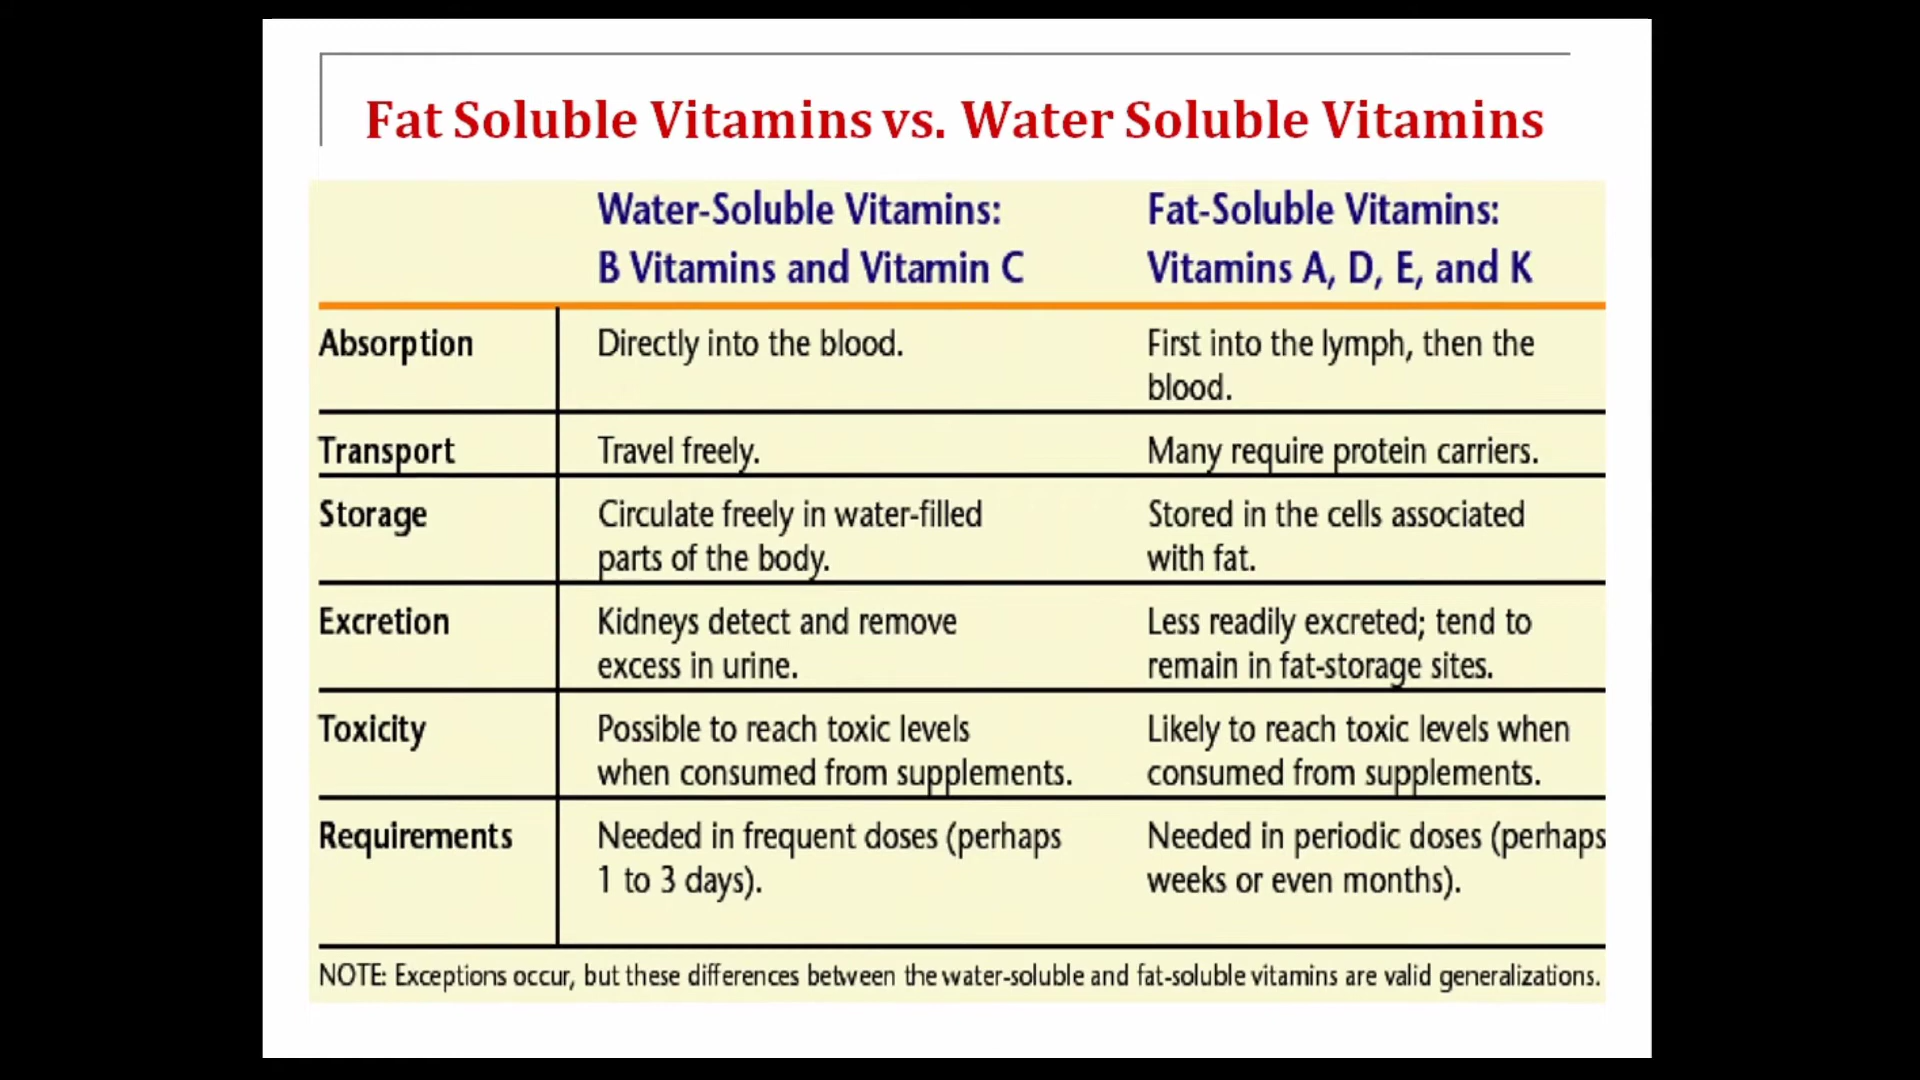 Fat Soluble Vitamins vs. Water Soluble Vitamins
Water-Soluble Vitamins:
B Vitamins and Vitamin C
Fat-Soluble Vitamins:
Vitamins A, D, E, and K
Absorption
Directly into the blood.
First into the lymph, then the
blood.
Transport
Travel freely.
Many require protein carriers.
Storage
Circulate freely in water-filled
parts of the body.
Stored in the cells associated
with fat.
Excretion
Kidneys detect and remove
excess in urine.
Less readily excreted; tend to
remain in fat-storage sites.
Toxicity
Possible to reach toxic levels
when consumed from supplements.
Likely to reach toxic levels when
consumed from supplements.
Requirements
Needed in frequent doses (perhaps
1 to 3 days).
Needed in periodic doses (perhaps
weeks or even months).
NOTE: Exceptions occur, but these differences between the water-soluble and fat-soluble vitamins are valid generalizations.